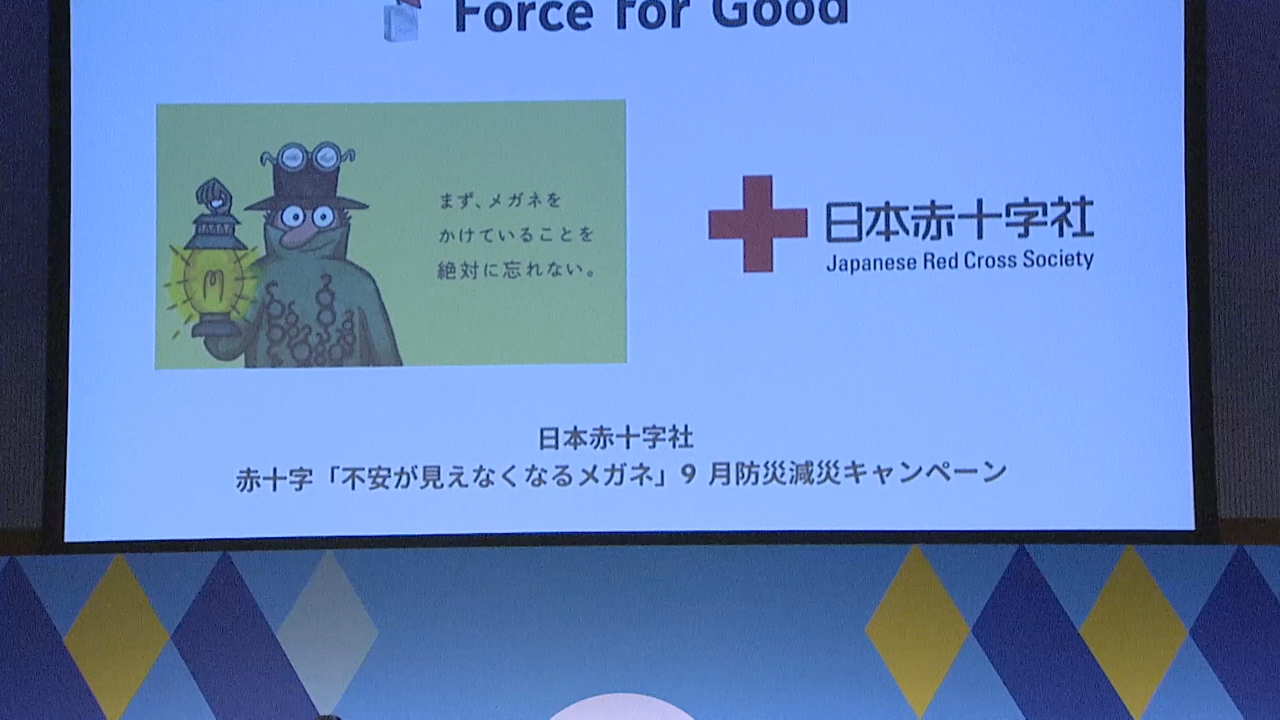 Force for Good
まず、メガネを
かけていることを
絶対に忘れない。
日本赤十字社
Japanese Red Cross Society
日本赤十字社
赤十字「不安が見えなくなるメガネ」9 月防災減災キャンペーン